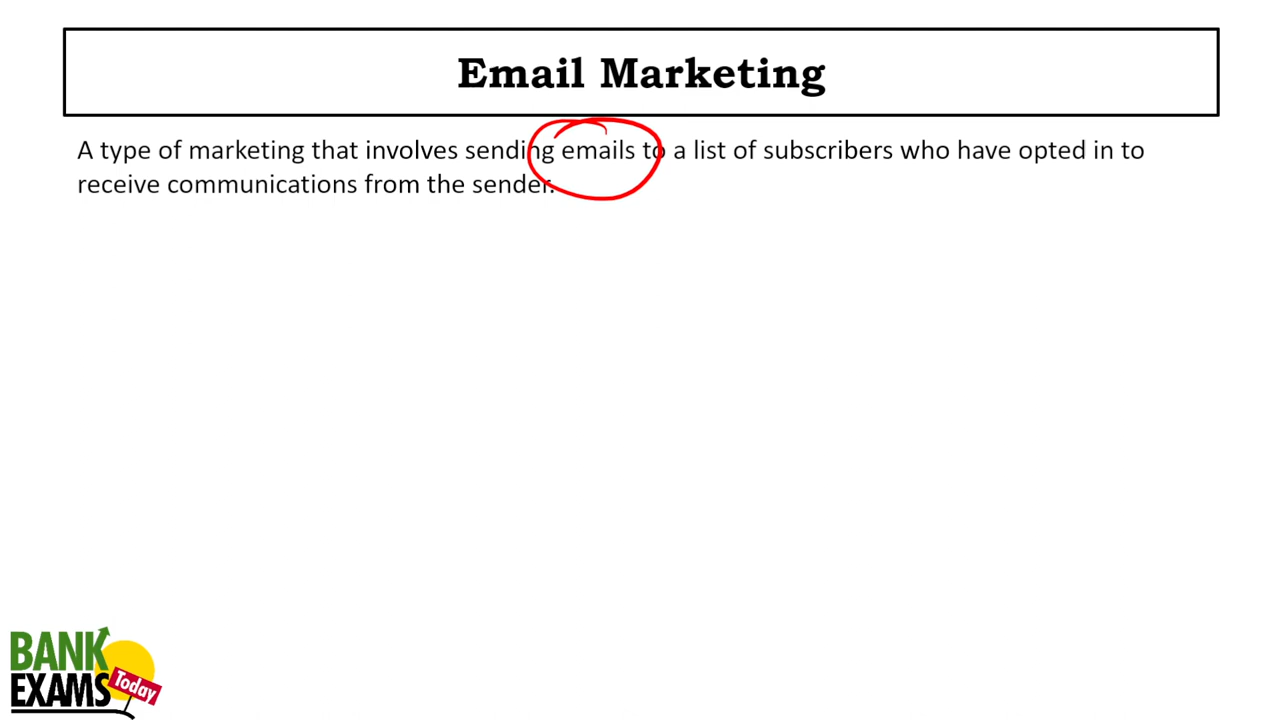 Email Marketing
A type of marketing that involves sending emails to a list of subscribers who have opted in to
receive communications from the sender.
BANK
EXAMS
Today